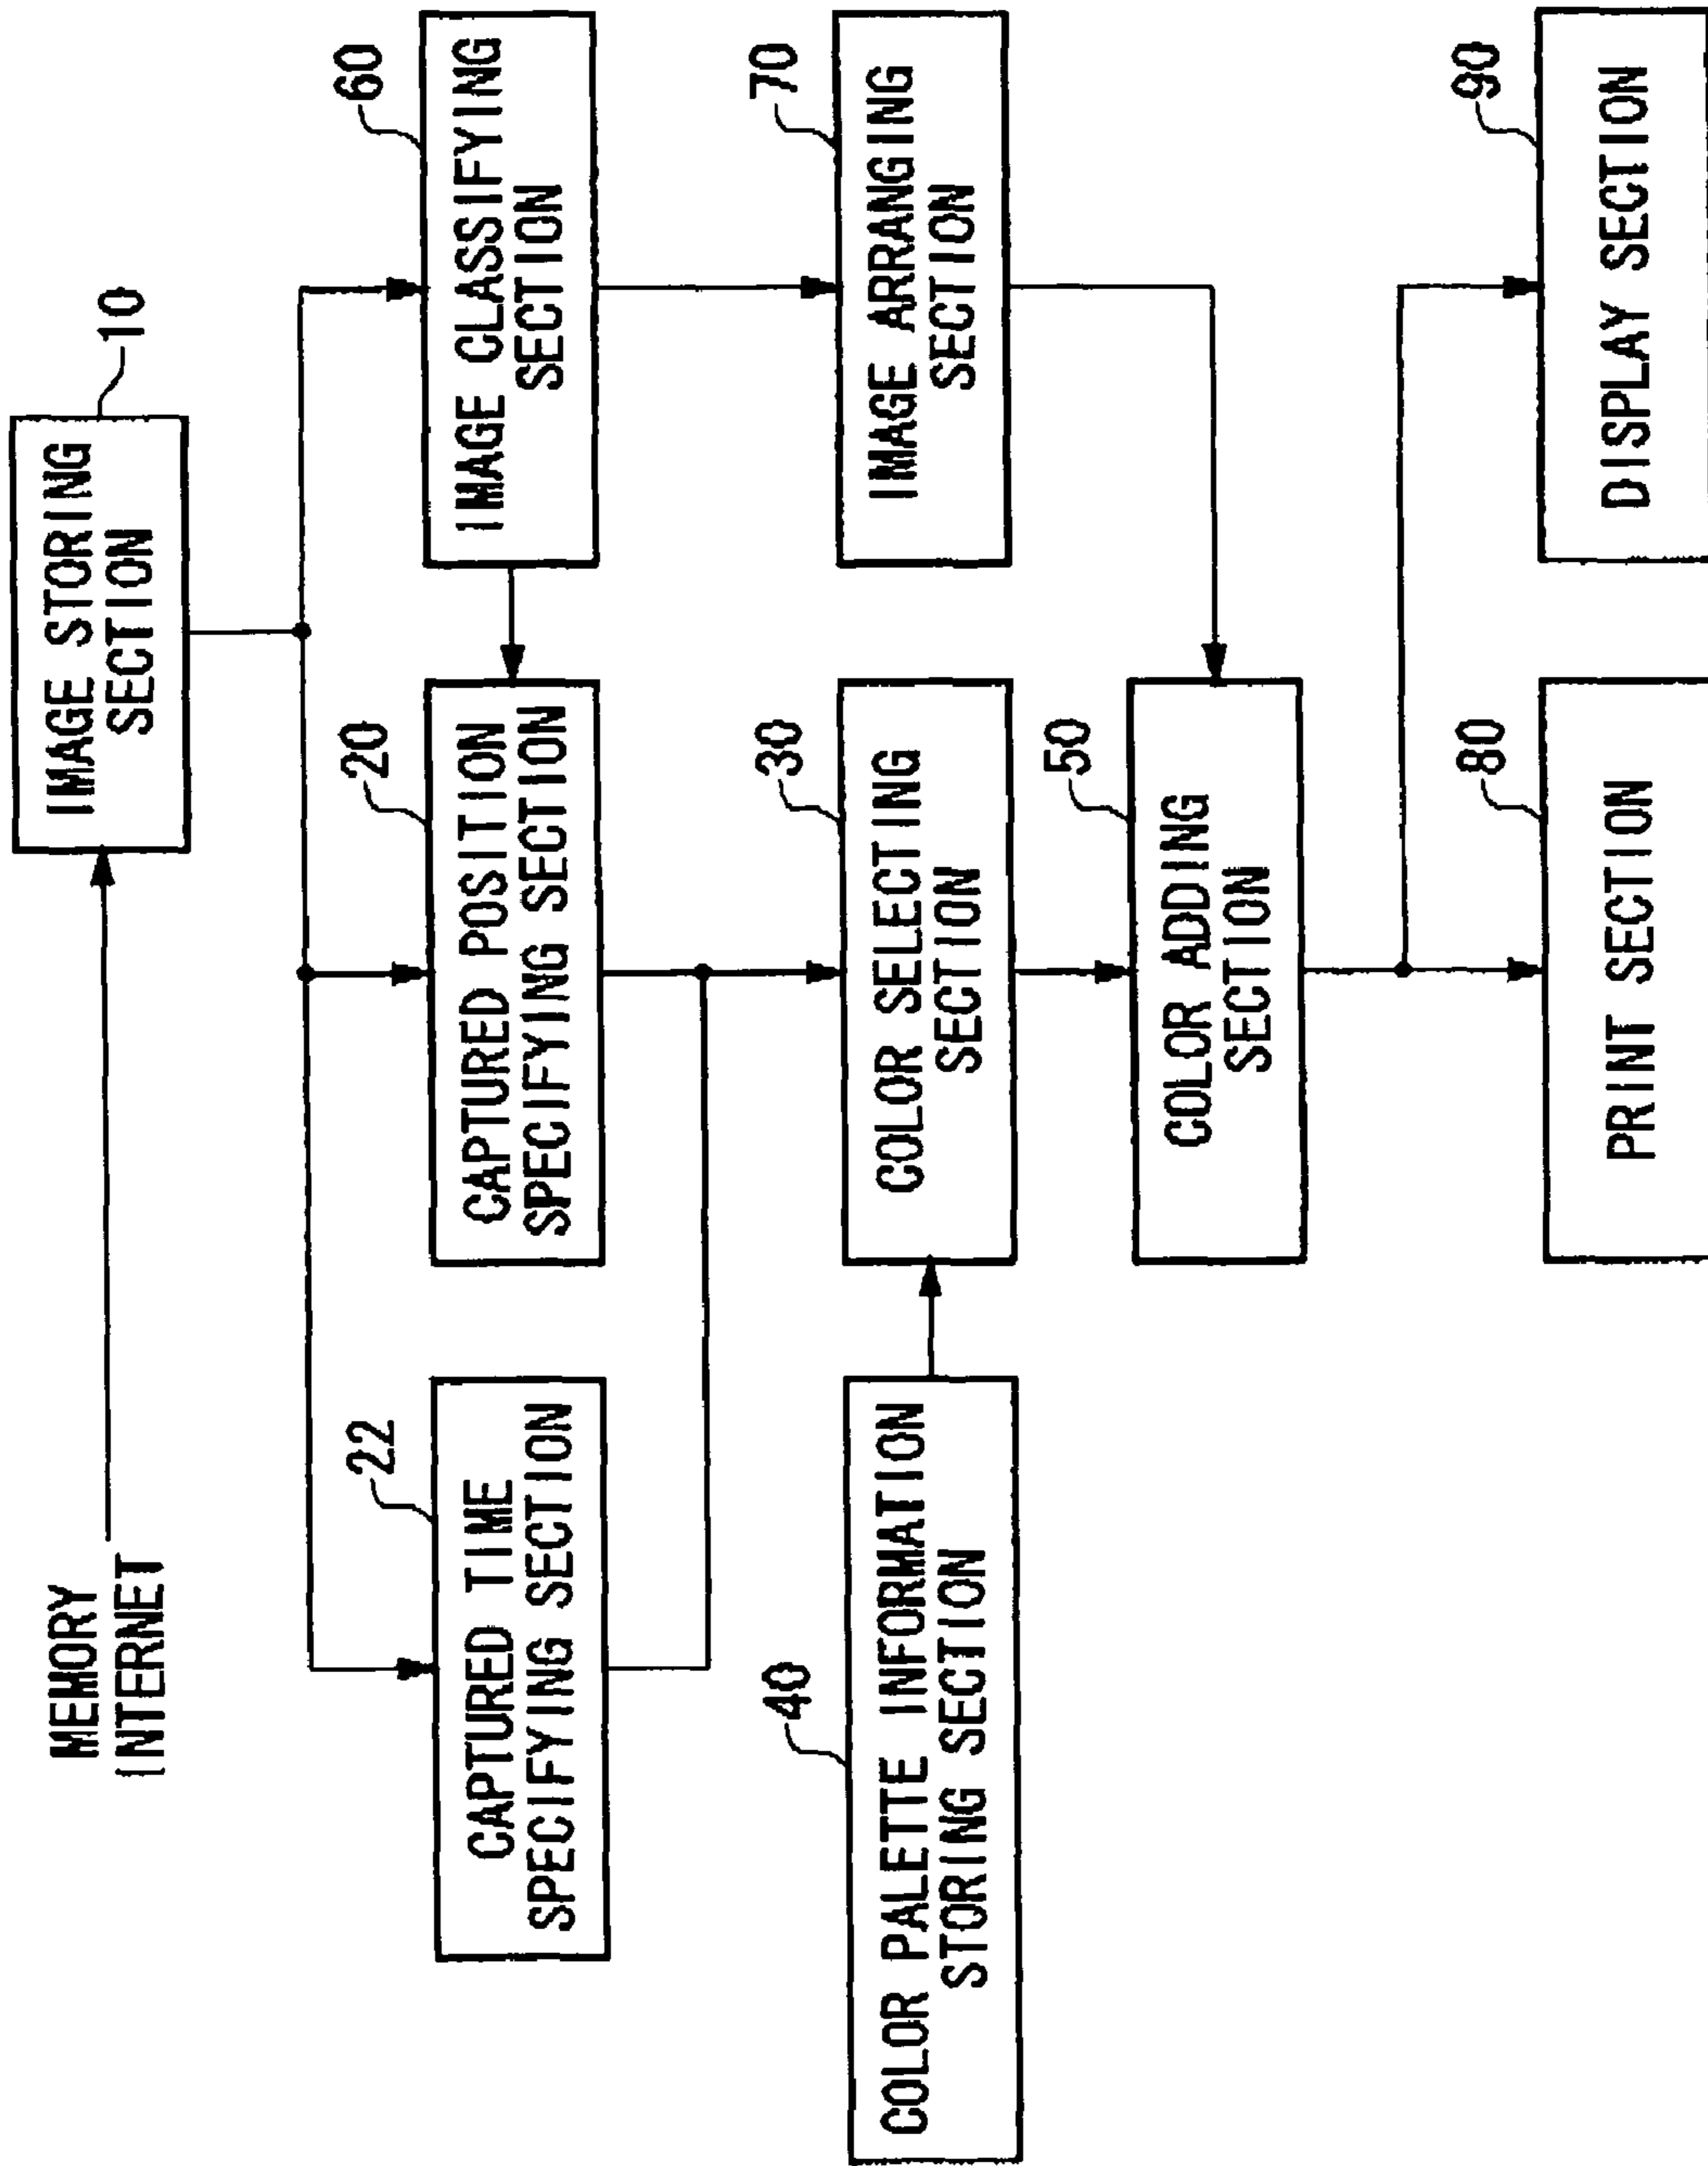 MEMORY
INTERNET
IMAGE STORING
SECTION
10
22
CAPTURED TIME
SPECIFYING SECTION
20
CAPTURED POSITION
SPECIFYING SECTION
60
IMAGE CLASSIFYING
SECTION
40
COLOR PALETTE INFORMATION
STORING SECTION
30
COLOR SELECTING
SECTION
70
IMAGE ARRANGING
SECTION
50
COLOR ADDING
SECTION
80
PRINT SECTION
90
DISPLAY SECTION